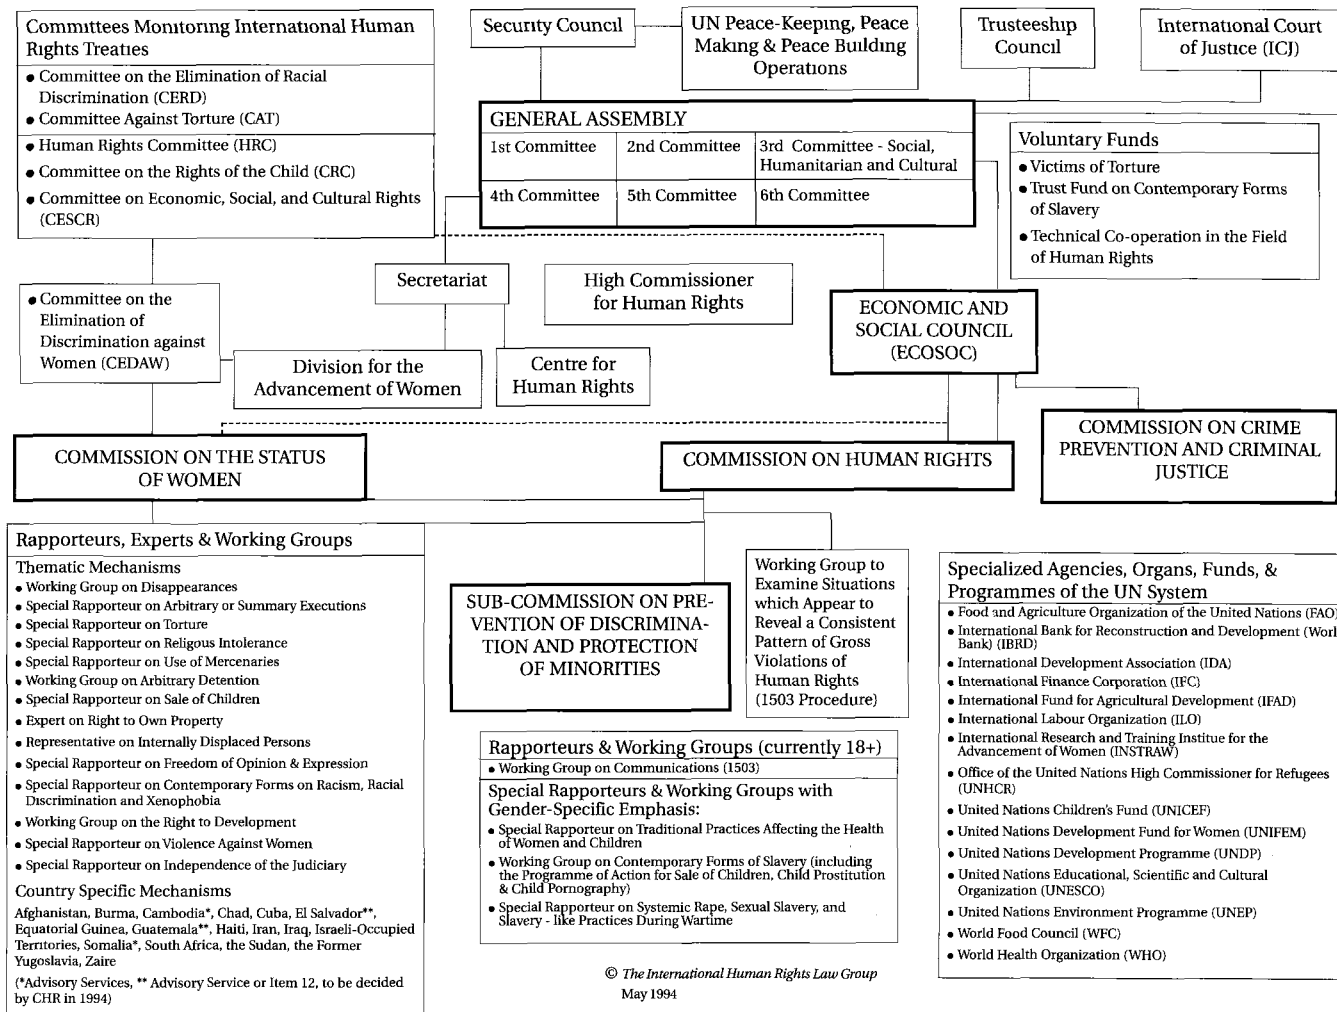 Committees Monitoring International Human
Rights Treaties
• Committee on the Elimination of Racial
Discrimination (CERD)
• Committee Against Torture (CAT)
• Human Rights Committee (HRC)
• Committee on the Rights of the Child (CRC)
• Committee on Economic, Social, and Cultural Rights
(CESCR)
Security Council
UN Peace-Keeping, Peace
Making & Peace Building
Operations
Trusteeship
Council
International Court
of Justice (ICJ)
GENERAL ASSEMBLY
1st Committee
2nd Committee
3rd Committee - Social,
Humanitarian and Cultural
4th Committee
5th Committee
6th Committee
Voluntary Funds
• Victims of Torture
• Trust Fund on Contemporary Forms
of Slavery
• Technical Co-operation in the Field
of Human Rights
• Committee on the
Elimination of
Discrimination against
Women (CEDAW)
Secretariat
High Commissioner
for Human Rights
ECONOMIC AND
SOCIAL COUNCIL
(ECOSOC)
Division for the
Advancement of Women
Centre for
Human Rights
COMMISSION ON THE STATUS
OF WOMEN
COMMISSION ON HUMAN RIGHTS
COMMISSION ON CRIME
PREVENTION AND CRIMINAL
JUSTICE
Rapporteurs, Experts & Working Groups
Thematic Mechanisms
• Working Group on Disappearances
• Special Rapporteur on Arbitrary or Summary Executions
• Special Rapporteur on Torture
• Special Rapporteur on Religous Intolerance
• Special Rapporteur on Use of Mercenaries
• Working Group on Arbitrary Detention
• Special Rapporteur on Sale of Children
• Expert on Right to Own Property
• Representative on Internally Displaced Persons
• Special Rapporteur on Freedom of Opinion & Expression
• Special Rapporteur on Contemporary Forms on Racism, Racial
Discrimination and Xenophobia
• Working Group on the Right to Development
• Special Rapporteur on Violence Against Women
• Special Rapporteur on Independence of the Judiciary
Country Specific Mechanisms
Afghanistan, Burma, Cambodia*, Chad, Cuba, El Salvador**,
Equatorial Guinea, Guatemala**, Haiti, Iran, Iraq, Israeli-Occupied
Territories, Somalia*, South Africa, the Sudan, the Former
Yugoslavia, Zaire
(*Advisory Services, ** Advisory Service or Item 12, to be decided
by CHR in 1994)
SUB-COMMISSION ON PRE-
VENTION OF DISCRIMINA-
TION AND PROTECTION
OF MINORITIES
Working Group to
Examine Situations
which Appear to
Reveal a Consistent
Pattern of Gross
Violations of
Human Rights
(1503 Procedure)
Rapporteurs & Working Groups (currently 18+)
• Working Group on Communications (1503)
Special Rapporteurs & Working Groups with
Gender-Specific Emphasis:
• Special Rapporteur on Traditional Practices Affecting the Health
of Women and Children
• Working Group on Contemporary Forms of Slavery (including
the Programme of Action for Sale of Children, Child Prostitution
& Child Pornography)
• Special Rapporteur on Systemic Rape, Sexual Slavery, and
Slavery - like Practices During Wartime
Specialized Agencies, Organs, Funds, &
Programmes of the UN System
• Food and Agriculture Organization of the United Nations (FAO)
• International Bank for Reconstruction and Development (Worl
Bank) (IBRD)
• International Development Association (IDA)
• International Finance Corporation (IFC)
• International Fund for Agricultural Development (IFAD)
• International Labour Organization (ILO)
• International Research and Training Institue for the
Advancement of Women (INSTRAW)
• Office of the United Nations High Commissioner for Refugees
(UNHCR)
• United Nations Children's Fund (UNICEF)
• United Nations Development Fund for Women (UNIFEM)
• United Nations Development Programme (UNDP)
• United Nations Educational, Scientific and Cultural
Organization (UNESCO)
• United Nations Environment Programme (UNEP)
• World Food Council (WFC)
• World Health Organization (WHO)
© The International Human Rights Law Group
May 1994